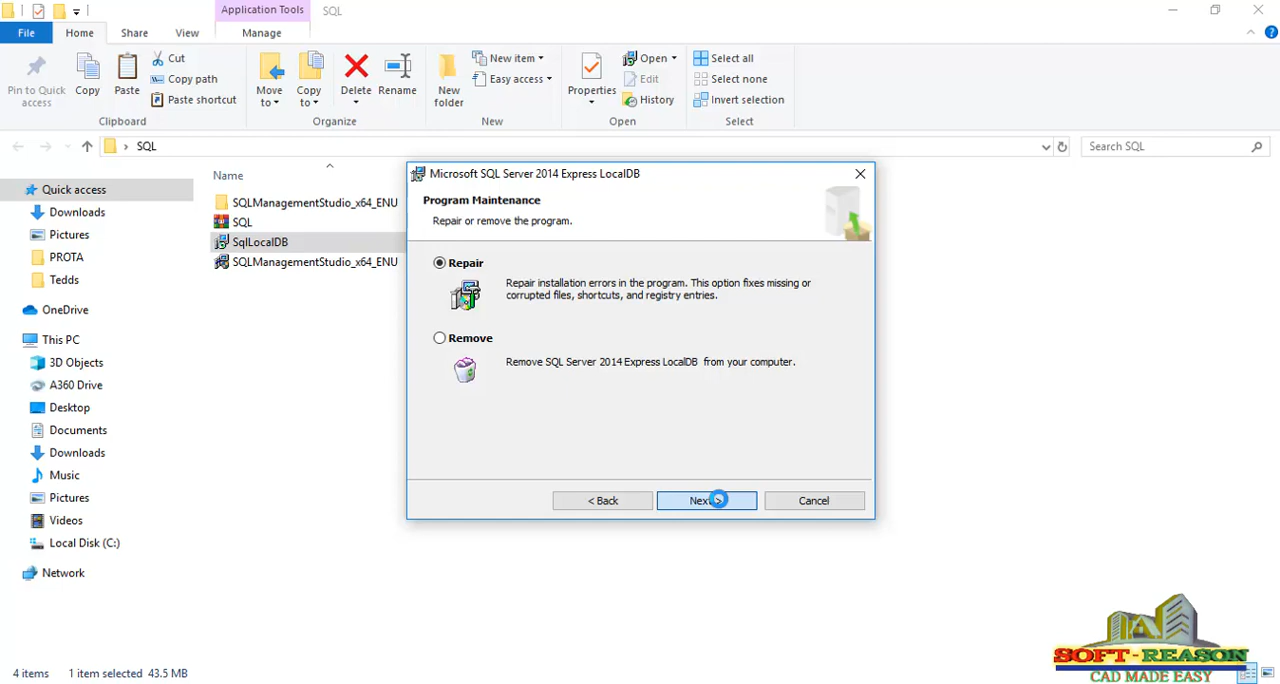 Application Tools
SQL
File
Home
Share
View
Manage
Pin to Quick
access
Copy
Paste
Cut
Copy path
Paste shortcut
Clipboard
Move
to
Copy
to
Delete
Rename
Organize
New
folder
New item
Easy access
New
Properties
Open
Edit
History
Open
Select all
Select none
Invert selection
Select
SQL
Search SQL
Quick access
Downloads
Pictures
PROTA
Tedds
OneDrive
This PC
3D Objects
A360 Drive
Desktop
Documents
Downloads
Music
Pictures
Videos
Local Disk (C:)
Network
Name
SQLManagementStudio_x64_ENU
SQL
SqlLocalDB
SQLManagementStudio_x64_ENU
Microsoft SQL Server 2014 Express LocalDB
Program Maintenance
Repair or remove the program.
Repair
Repair installation errors in the program. This option fixes missing or
corrupted files, shortcuts, and registry entries.
Remove
Remove SQL Server 2014 Express LocalDB from your computer.
< Back
Next >
Cancel
4 items
1 item selected 43.5 MB
SOFT-REASON
CAD MADE EASY